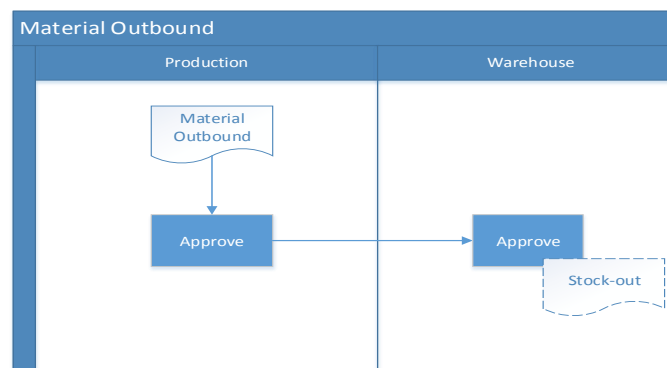 Material Outbound
Production
Warehouse
Material
Outbound
Approve
Approve
Stock-out